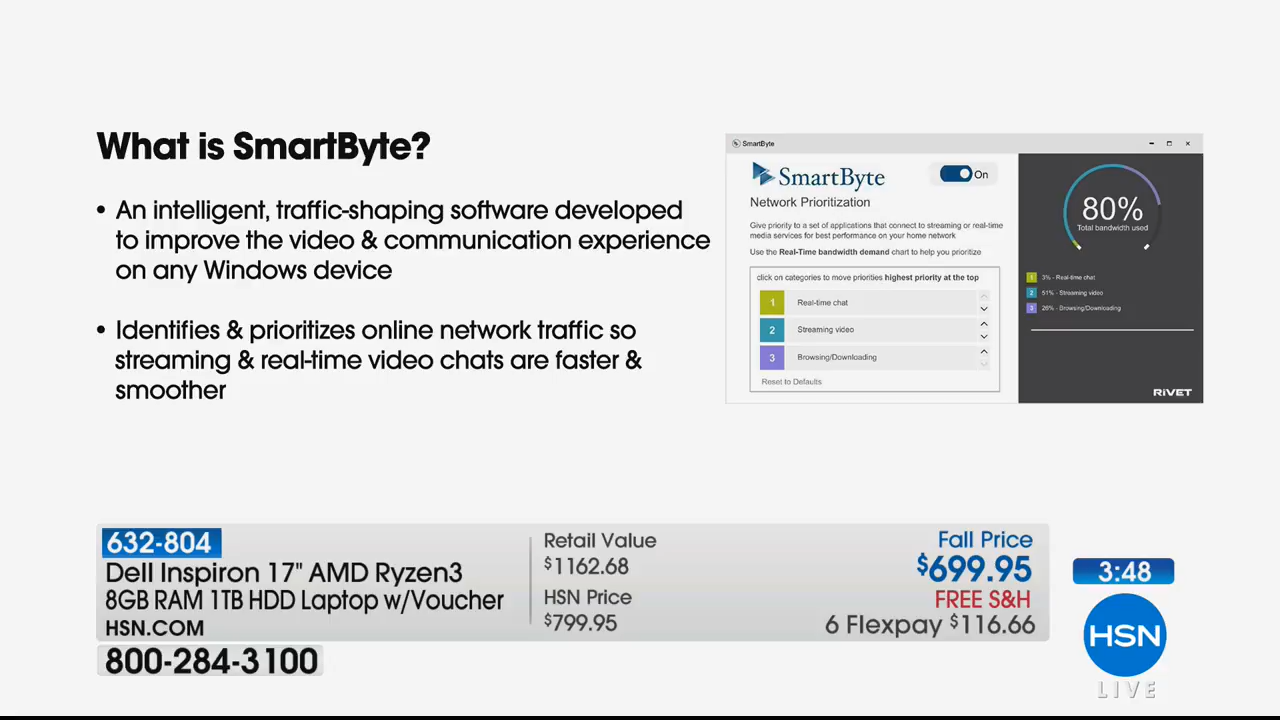 What is SmartByte?
• An intelligent, traffic-shaping software developed
to improve the video & communication experience
on any Windows device
• Identifies & prioritizes online network traffic so
streaming & real-time video chats are faster &
smoother
SmartByte
SmartByte
On
Network Prioritization
Give priority to a set of applications that connect to streaming or real-time
media services for best performance on your home network
Use the Real-Time bandwidth demand chart to help you prioritize
click on categories to move priorities highest priority at the top
1 Real-time chat
2 Streaming video
3 Browsing/Downloading
Reset to Defaults
80%
Total bandwidth used
1 3% - Real-time chat
2 51% - Streaming video
3 26% - Browsing/Downloading
RIVET
632-804
Dell Inspiron 17" AMD Ryzen3
8GB RAM 1TB HDD Laptop w/Voucher
HSN.COM
800-284-3100
Retail Value
$1162.68
HSN Price
$799.95
Fall Price
$699.95
FREE S&H
6 Flexpay $116.66
3:48
HSN
LIVE